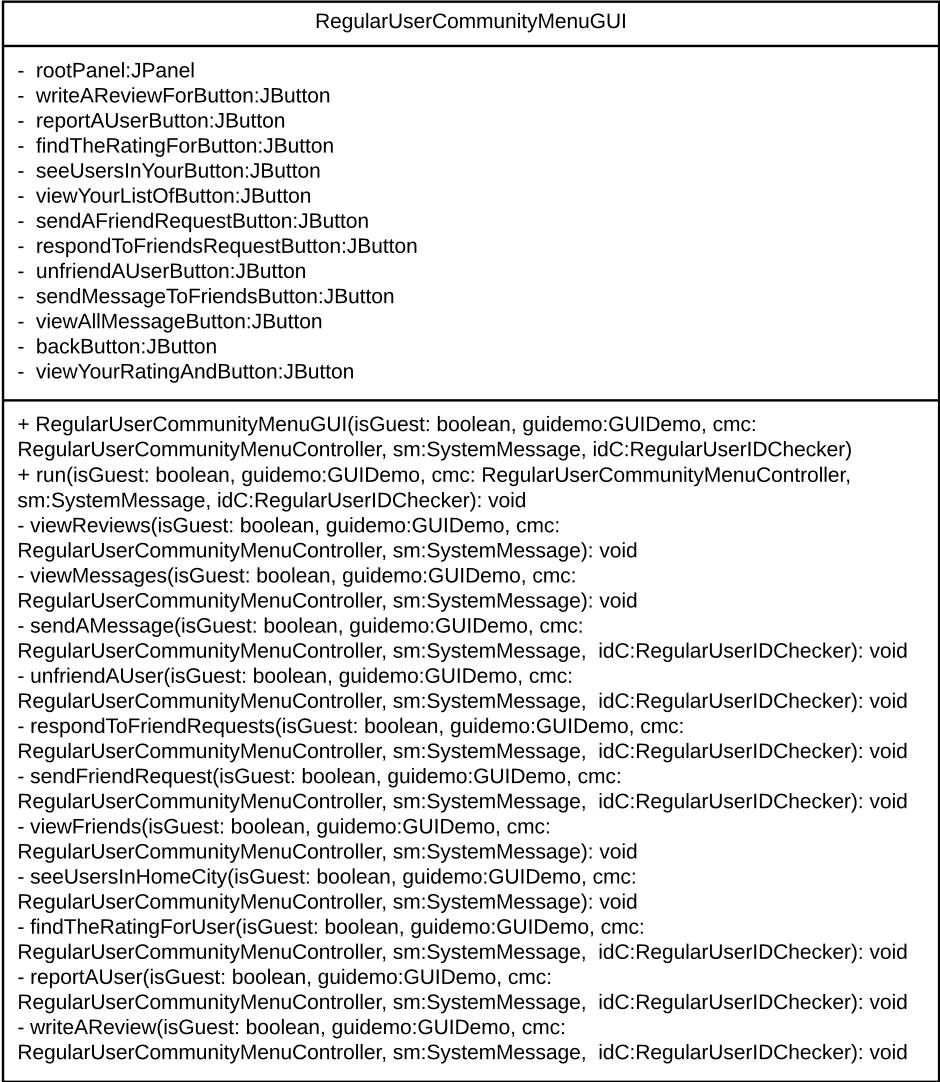 RegularUserCommunityMenuGUI
- rootPanel:JPanel
- writeAReviewForButton:JButton
- reportAUserButton:JButton
- findTheRatingForButton:JButton
- seeUsersInYourButton:JButton
- viewYourListOfButton:JButton
- sendAFriendRequestButton:JButton
- respondToFriendsRequestButton:JButton
- unfriendAUserButton:JButton
- sendMessageToFriendsButton:JButton
- viewAllMessageButton:JButton
- backButton:JButton
- viewYourRatingAndButton:JButton
+ RegularUserCommunityMenuGUI(isGuest: boolean, guidemo:GUIDemo, cmc:
RegularUserCommunityMenuController, sm:SystemMessage, idC:RegularUserIDChecker)
+ run(isGuest: boolean, guidemo:GUIDemo, cmc: RegularUserCommunityMenuController,
sm:SystemMessage, idC:RegularUserIDChecker): void
- viewReviews(isGuest: boolean, guidemo:GUIDemo, cmc:
RegularUserCommunityMenuController, sm:SystemMessage): void
- viewMessages(isGuest: boolean, guidemo:GUIDemo, cmc:
RegularUserCommunityMenuController, sm:SystemMessage): void
- sendAMessage(isGuest: boolean, guidemo:GUIDemo, cmc:
RegularUserCommunityMenuController, sm:SystemMessage,  idC:RegularUserIDChecker): void
- unfriendAUser(isGuest: boolean, guidemo:GUIDemo, cmc:
RegularUserCommunityMenuController, sm:SystemMessage,  idC:RegularUserIDChecker): void
- respondToFriendRequests(isGuest: boolean, guidemo:GUIDemo, cmc:
RegularUserCommunityMenuController, sm:SystemMessage,  idC:RegularUserIDChecker): void
- sendFriendRequest(isGuest: boolean, guidemo:GUIDemo, cmc:
RegularUserCommunityMenuController, sm:SystemMessage,  idC:RegularUserIDChecker): void
- viewFriends(isGuest: boolean, guidemo:GUIDemo, cmc:
RegularUserCommunityMenuController, sm:SystemMessage): void
- seeUsersInHomeCity(isGuest: boolean, guidemo:GUIDemo, cmc:
RegularUserCommunityMenuController, sm:SystemMessage): void
- findTheRatingForUser(isGuest: boolean, guidemo:GUIDemo, cmc:
RegularUserCommunityMenuController, sm:SystemMessage,  idC:RegularUserIDChecker): void
- reportAUser(isGuest: boolean, guidemo:GUIDemo, cmc:
RegularUserCommunityMenuController, sm:SystemMessage,  idC:RegularUserIDChecker): void
- writeAReview(isGuest: boolean, guidemo:GUIDemo, cmc:
RegularUserCommunityMenuController, sm:SystemMessage,  idC:RegularUserIDChecker): void